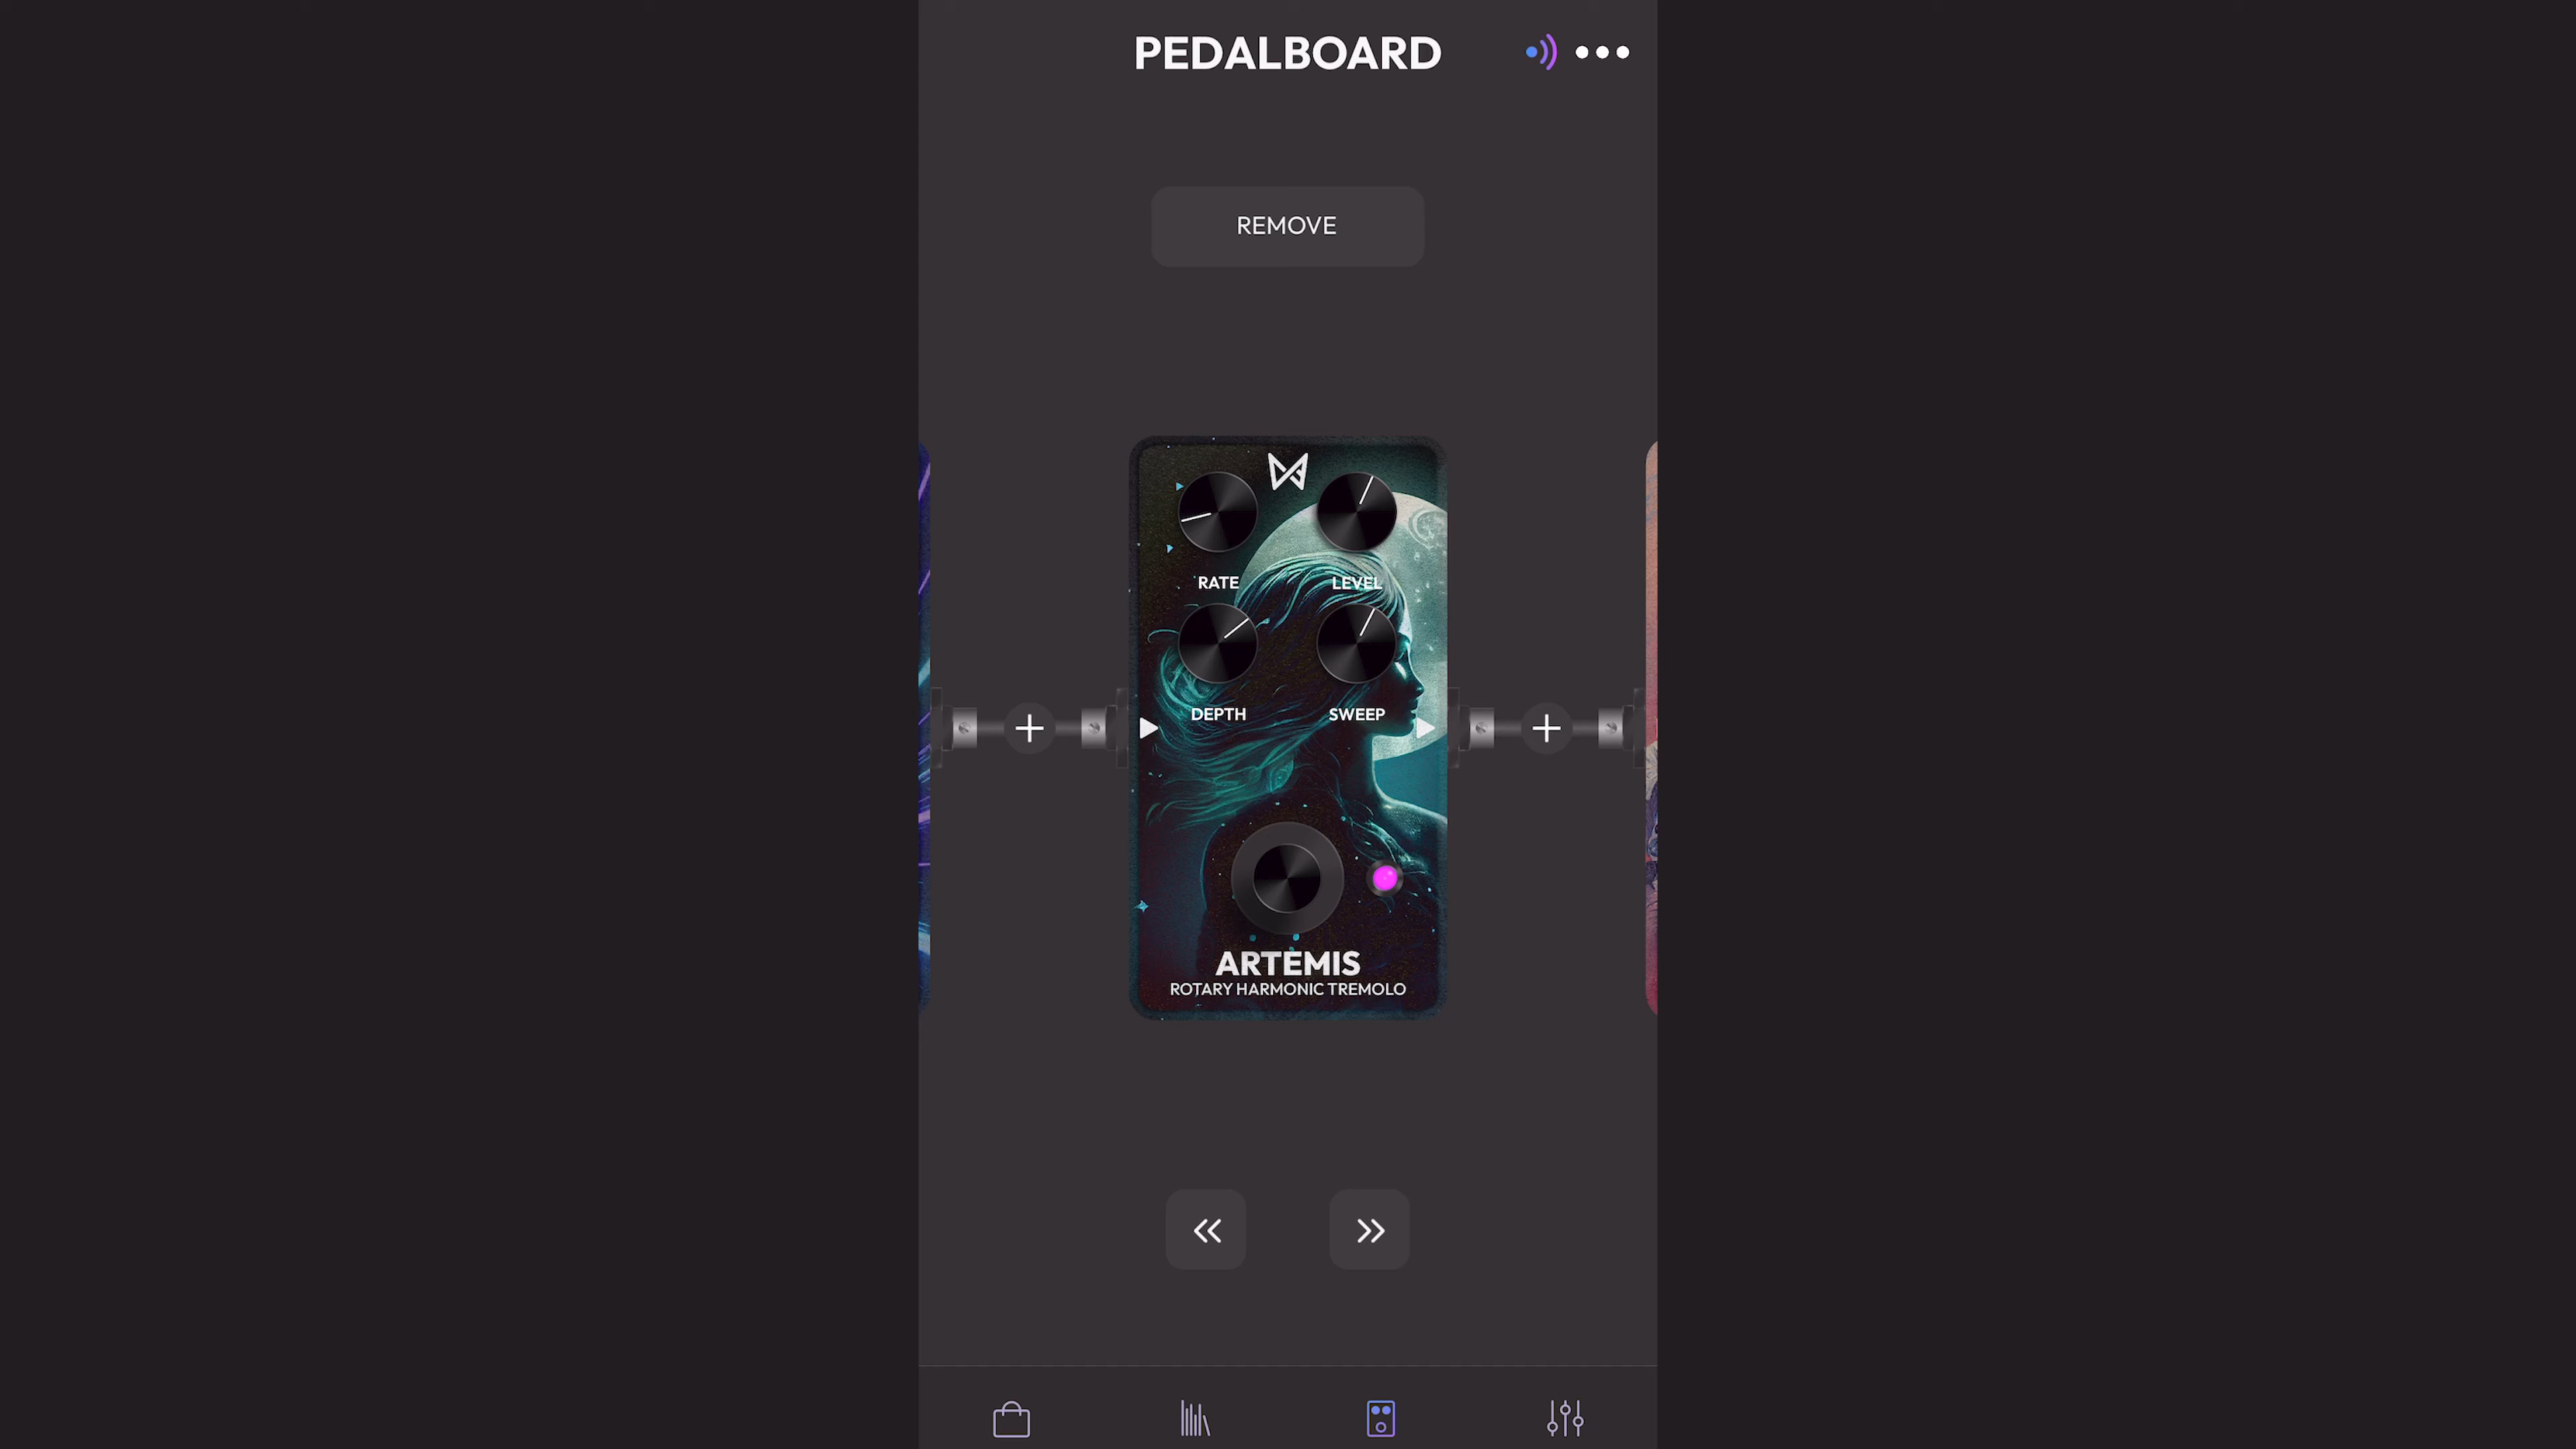 PEDALBOARD
REMOVE
RATE
LEVEL
DEPTH
SWEEP
ARTEMIS
ROTARY HARMONIC TREMOLO